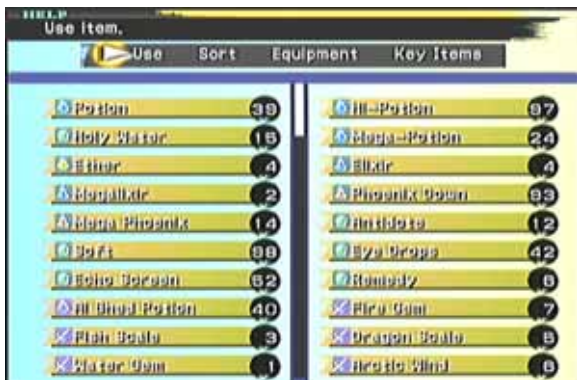 HELP
Use item.
Use Sort Equipment Key Items
Potion 39 Hi-Potion 97
Holy Water 15 Mega-Potion 24
Ether 4 Elixir 4
Megalixir 2 Phoenix Down 93
Mega Phoenix 14 Antidote 12
Soft 98 Eye Drops 42
Echo Screen 52 Remedy 6
Al Bhed Potion 40 Fire Gem 7
Fish Scale 3 Dragon Scale 5
Water Gem 1 Arctic Wind 6